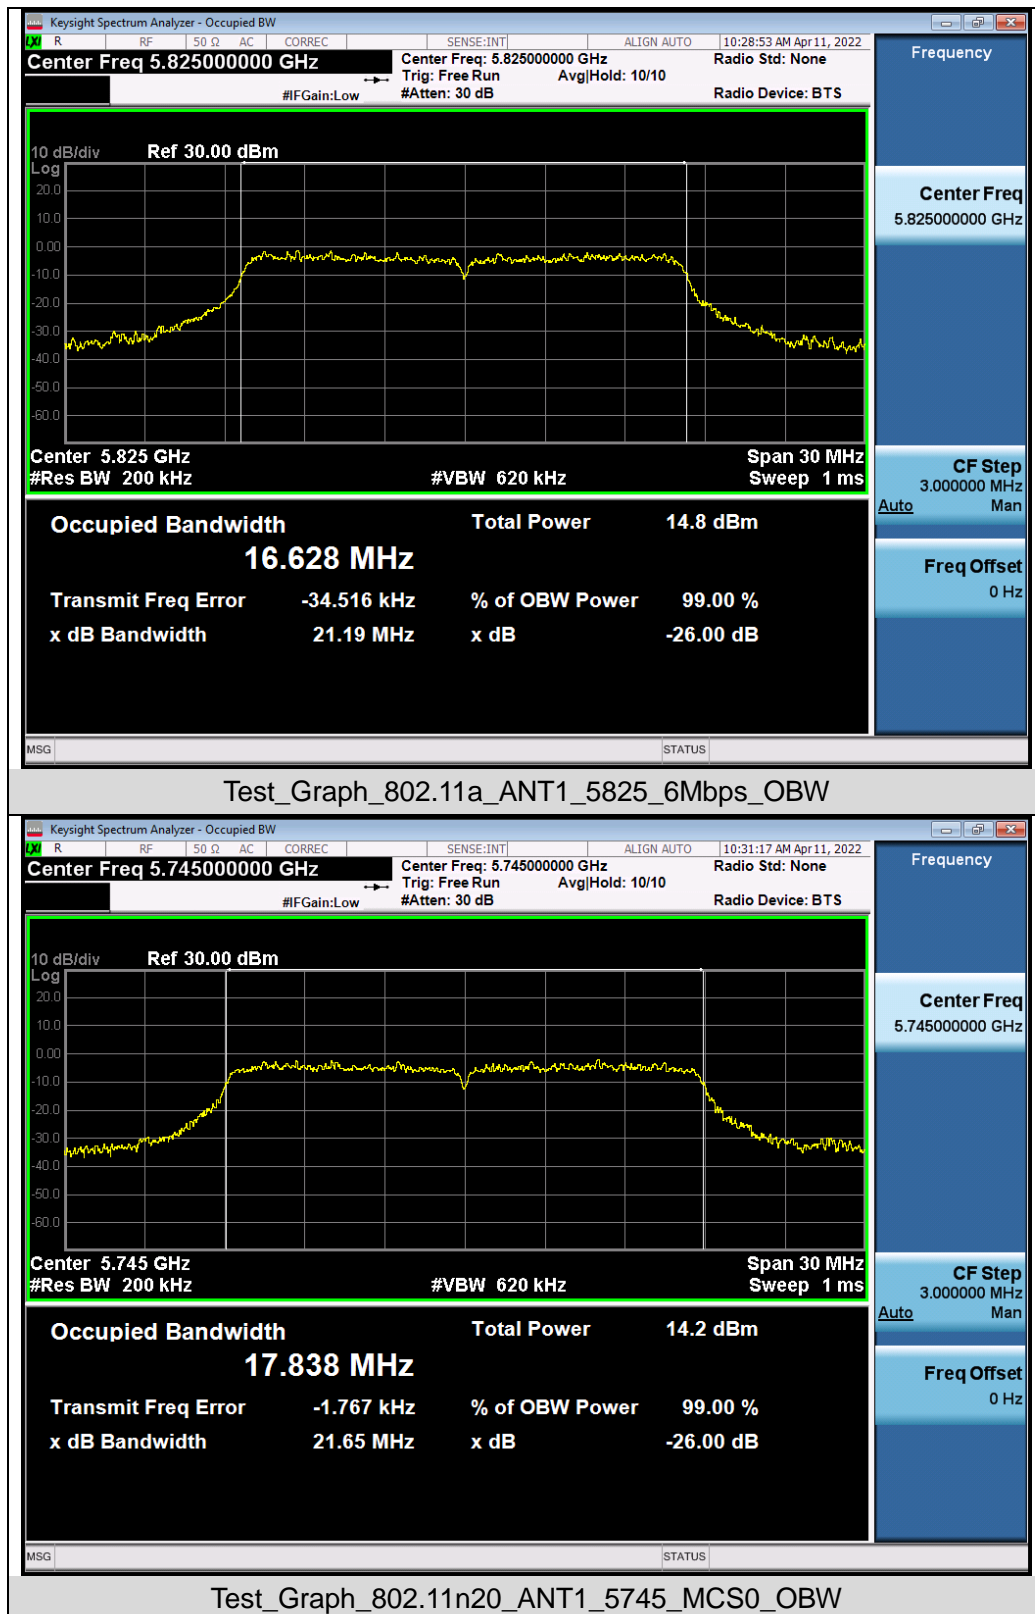 Keysight Spectrum Analyzer - Occupied BW
LXI R RF 50 Ω AC CORREC SENSE:INT ALIGN AUTO 10:28:53 AM Apr 11, 2022
Center Freq 5.825000000 GHz
Center Freq: 5.825000000 GHz Radio Std: None
Trig: Free Run Avg|Hold: 10/10
#IFGain:Low #Atten: 30 dB Radio Device: BTS
Frequency
10 dB/div Ref 30.00 dBm
Log
20.0
10.0
0.00
-10.0
-20.0
-30.0
-40.0
-50.0
-60.0
Center Freq
5.825000000 GHz
Center 5.825 GHz Span 30 MHz
#Res BW 200 kHz #VBW 620 kHz Sweep 1 ms
CF Step
3.000000 MHz
Auto Man
Occupied Bandwidth Total Power 14.8 dBm
16.628 MHz
Transmit Freq Error -34.516 kHz % of OBW Power 99.00 %
x dB Bandwidth 21.19 MHz x dB -26.00 dB
Freq Offset
0 Hz
MSG STATUS
Test_Graph_802.11a_ANT1_5825_6Mbps_OBW
Keysight Spectrum Analyzer - Occupied BW
LXI R RF 50 Ω AC CORREC SENSE:INT ALIGN AUTO 10:31:17 AM Apr 11, 2022
Center Freq 5.745000000 GHz
Center Freq: 5.745000000 GHz Radio Std: None
Trig: Free Run Avg|Hold: 10/10
#IFGain:Low #Atten: 30 dB Radio Device: BTS
Frequency
10 dB/div Ref 30.00 dBm
Log
20.0
10.0
0.00
-10.0
-20.0
-30.0
-40.0
-50.0
-60.0
Center Freq
5.745000000 GHz
Center 5.745 GHz Span 30 MHz
#Res BW 200 kHz #VBW 620 kHz Sweep 1 ms
CF Step
3.000000 MHz
Auto Man
Occupied Bandwidth Total Power 14.2 dBm
17.838 MHz
Transmit Freq Error -1.767 kHz % of OBW Power 99.00 %
x dB Bandwidth 21.65 MHz x dB -26.00 dB
Freq Offset
0 Hz
MSG STATUS
Test_Graph_802.11n20_ANT1_5745_MCS0_OBW